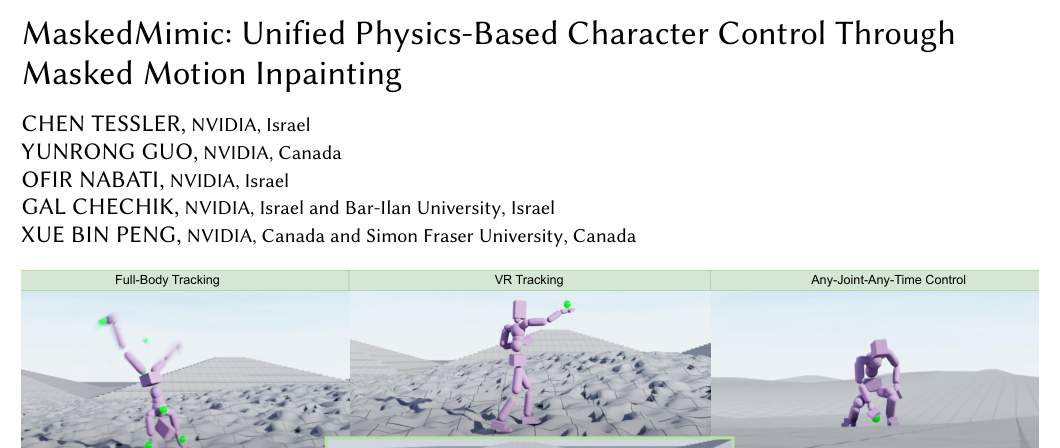 MaskedMimic: Unified Physics-Based Character Control Through
Masked Motion Inpainting
CHEN TESSLER, NVIDIA, Israel
YUNRONG GUO, NVIDIA, Canada
OFIR NABATI, NVIDIA, Israel
GAL CHECHIK, NVIDIA, Israel and Bar-Ilan University, Israel
XUE BIN PENG, NVIDIA, Canada and Simon Fraser University, Canada
Full-Body Tracking
VR Tracking
Any-Joint-Any-Time Control